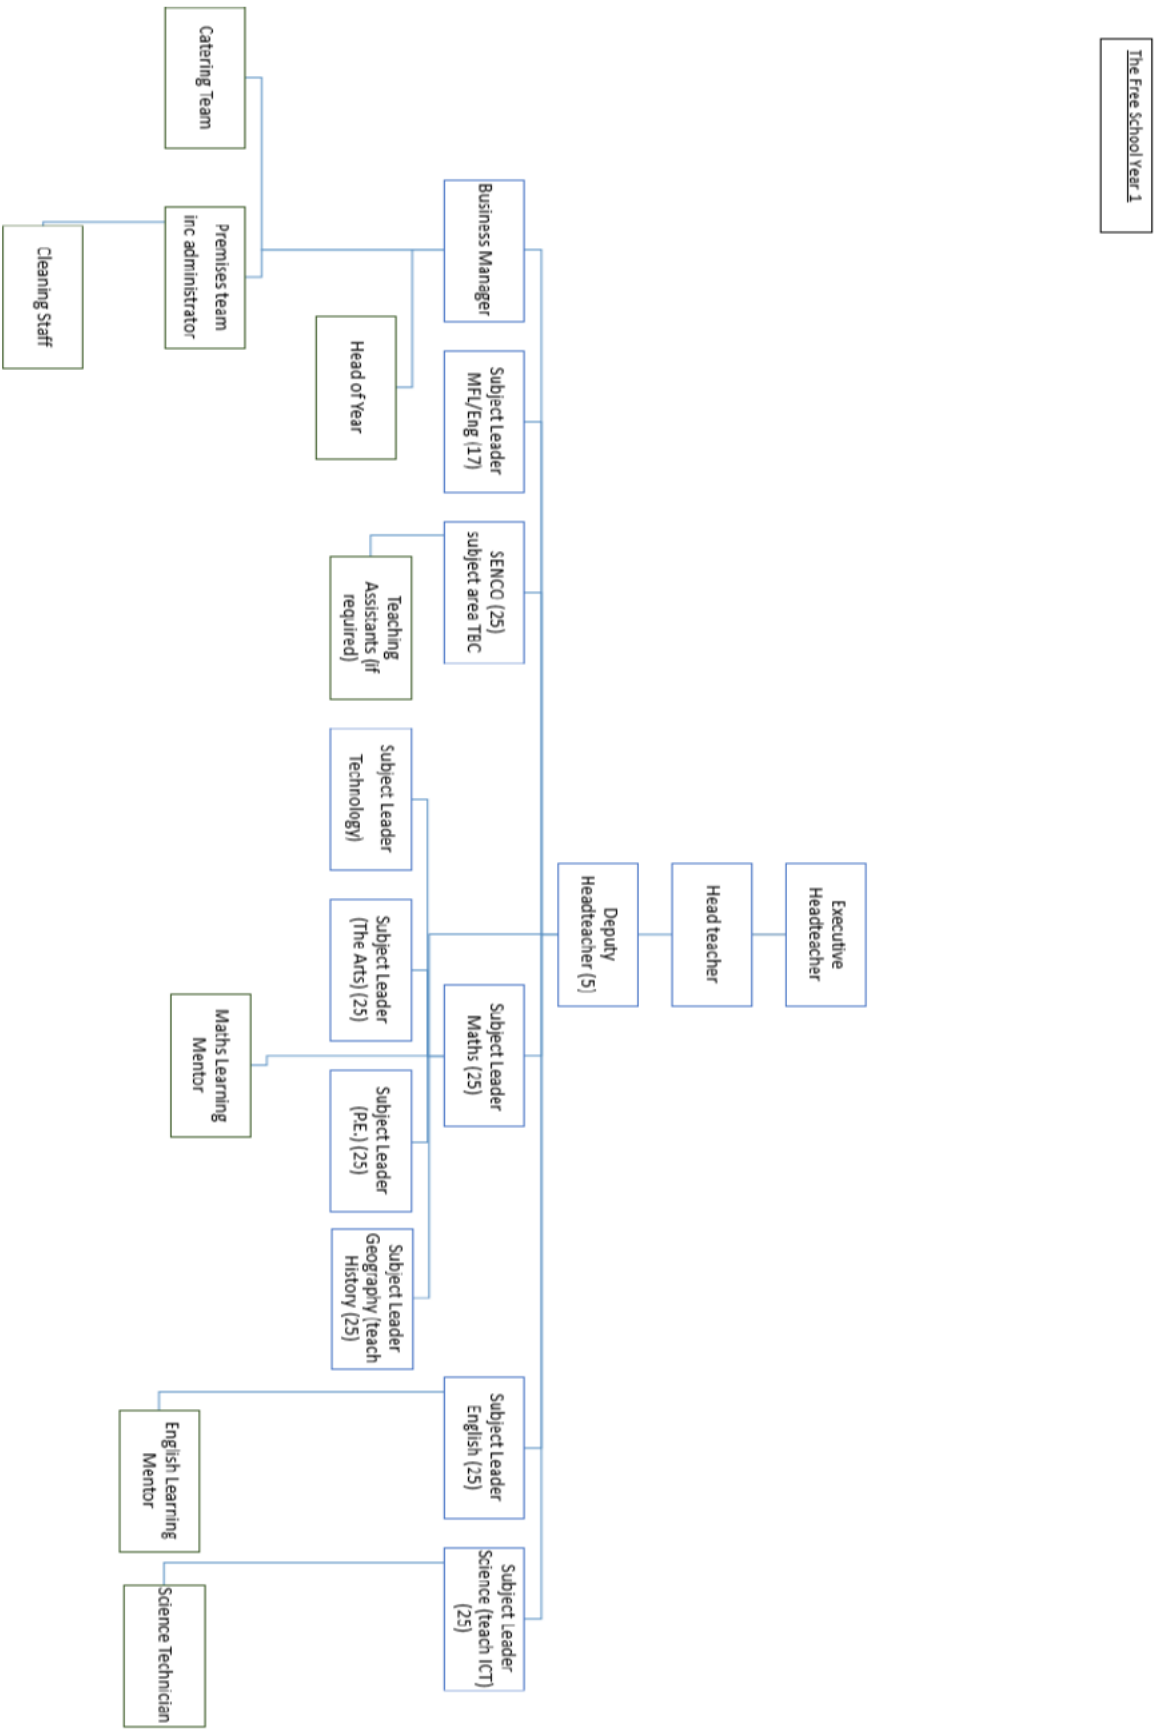 The Free School Year 1
Executive
Headteacher
Head teacher
Deputy
Headteacher (5)
Business Manager
Subject Leader
MFL/Eng (17)
SENCO (25)
subject area TBC
Subject Leader
Maths (25)
Subject Leader
English (25)
Subject Leader
Science (teach ICT)
(25)
Head of Year
Teaching
Assistants (if
required)
Subject Leader
Technology)
Subject Leader
(The Arts) (25)
Subject Leader
(P.E.) (25)
Subject Leader
Geography (teach
History (25)
Catering Team
Premises team
inc administrator
Maths Learning
Mentor
English Learning
Mentor
Science Technician
Cleaning Staff